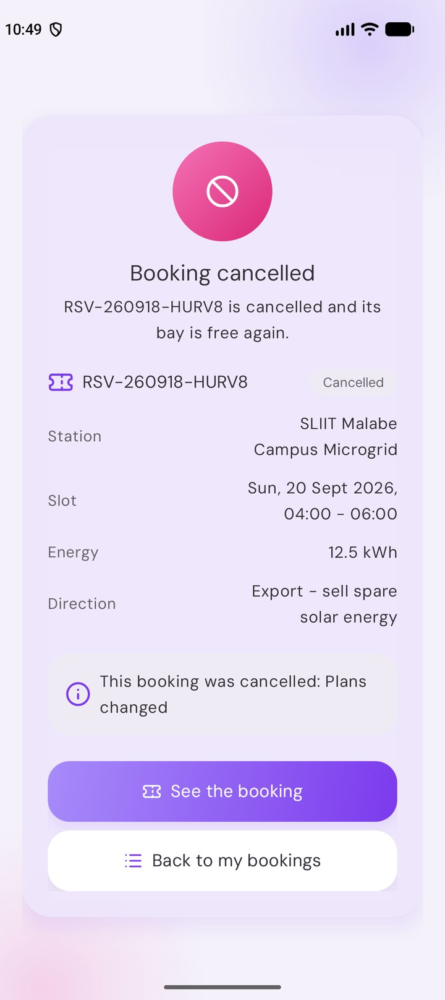 10:49
Booking cancelled
RSV-260918-HURV8 is cancelled and its
bay is free again.
RSV-260918-HURV8
Cancelled
Station
SLIIT Malabe
Campus Microgrid
Slot
Sun, 20 Sept 2026,
04:00 - 06:00
Energy
12.5 kWh
Direction
Export - sell spare
solar energy
This booking was cancelled: Plans
changed
See the booking
Back to my bookings